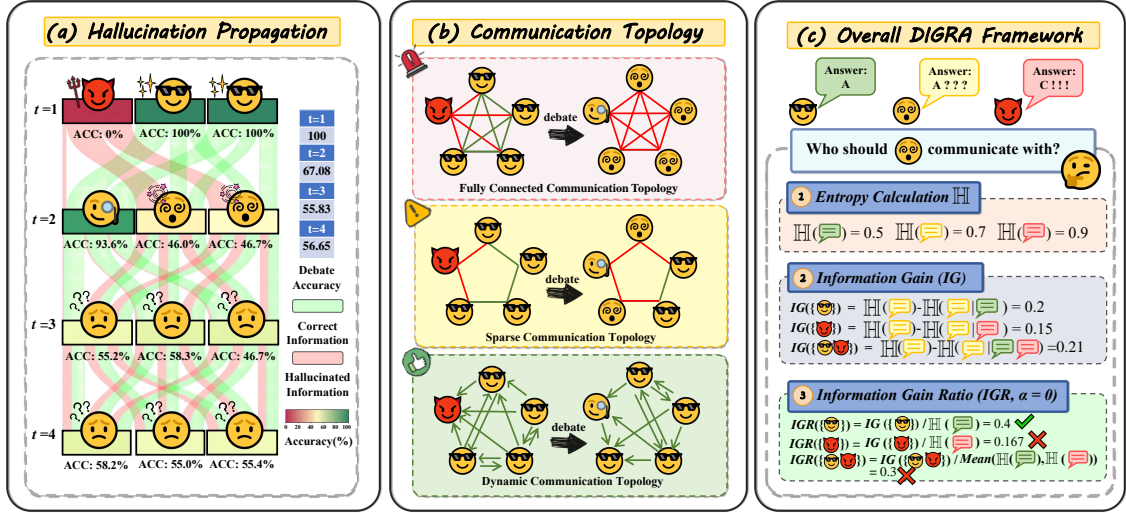 (a) Hallucination Propagation
t=1
ACC: 0% ACC: 100% ACC: 100%
t=2
ACC: 93.6% ACC: 46.0% ACC: 46.7%
???
???
???
t=3
ACC: 55.2% ACC: 58.3% ACC: 46.7%
???
???
???
t=4
ACC: 58.2% ACC: 55.0% ACC: 55.4%
t=1
100
t=2
67.08
t=3
55.83
t=4
56.65
Debate
Accuracy
Correct
Information
Hallucinated
Information
0 20 40 60 80 100
Accuracy(%)
(b) Communication Topology
debate
Fully Connected Communication Topology
debate
Sparse Communication Topology
debate
Dynamic Communication Topology
(c) Overall DIGRA Framework
Answer:
A
Answer:
A ? ? ?
Answer:
C ! ! !
Who should communicate with?
1 Entropy Calculation ℍ
ℍ( ) = 0.5 ℍ( ) = 0.7 ℍ( ) = 0.9
2 Information Gain (IG)
IG({ }) = ℍ( )-ℍ( | ) = 0.2
IG({ }) = ℍ( )-ℍ( | ) = 0.15
IG({ }) = ℍ( )-ℍ( | ) =0.21
3 Information Gain Ratio (IGR, α = 0)
IGR({ }) = IG ({ }) / ℍ ( ) = 0.4
IGR({ }) = IG ({ }) / ℍ ( ) = 0.167
IGR({ }) = IG ({ }) / Mean(ℍ( ),ℍ ( ))
= 0.3